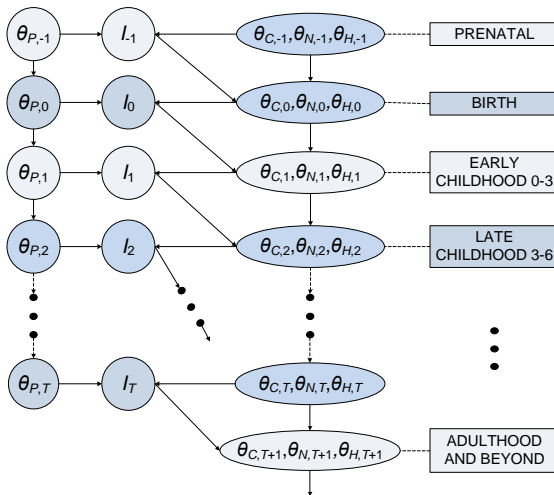 θP,-1 I-1 θC,-1,θN,-1,θH,-1 PRENATAL
θP,0 I0 θC,0,θN,0,θH,0 BIRTH
θP,1 I1 θC,1,θN,1,θH,1 EARLY
CHILDHOOD 0-3
θP,2 I2 θC,2,θN,2,θH,2 LATE
CHILDHOOD 3-6
θP,T IT θC,T,θN,T,θH,T
θC,T+1,θN,T+1,θH,T+1 ADULTHOOD
AND BEYOND